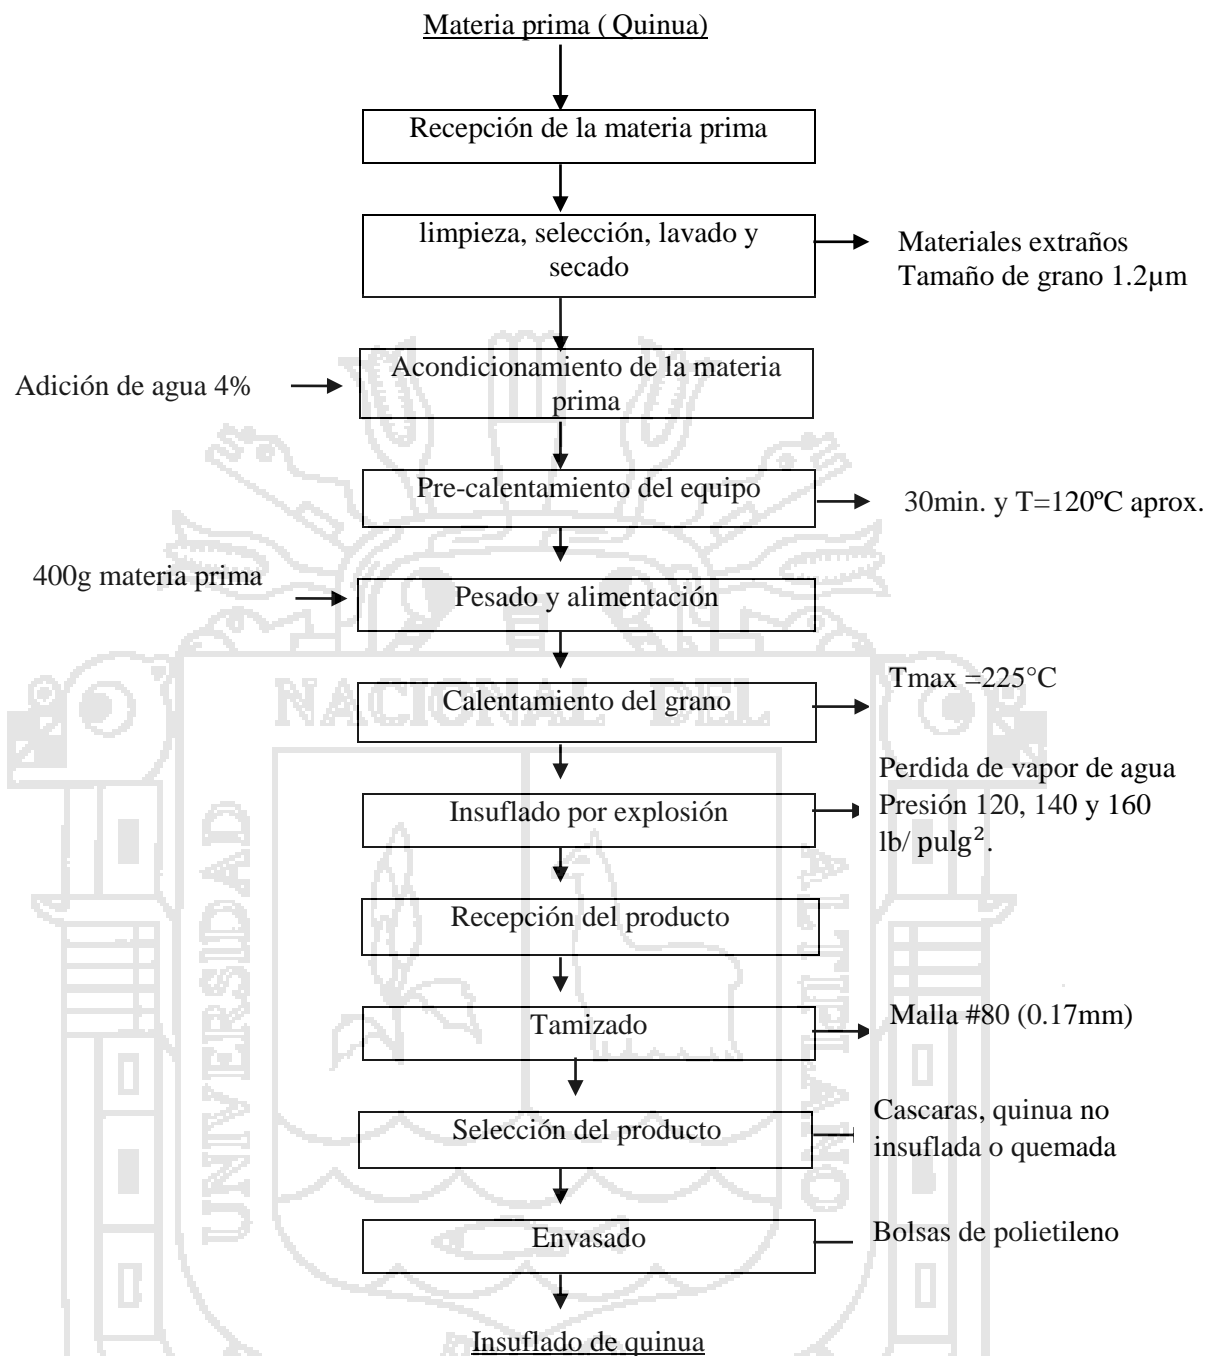 Materia prima ( Quinua)
Recepción de la materia prima
limpieza, selección, lavado y
secado
Materiales extraños
Tamaño de grano 1.2µm
Acondicionamiento de la materia
prima
Adición de agua 4%
Pre-calentamiento del equipo
30min. y T=120ºC aprox.
400g materia prima
Pesado y alimentación
Calentamiento del grano
Tmax =225°C
Insuflado por explosión
Perdida de vapor de agua
Presión 120, 140 y 160
lb/ pulg².
Recepción del producto
Tamizado
Malla #80 (0.17mm)
Selección del producto
Cascaras, quinua no
insuflada o quemada
Envasado
Bolsas de polietileno
Insuflado de quinua
NACIONAL DEL
UNIVERSIDAD
ALTIPLANO